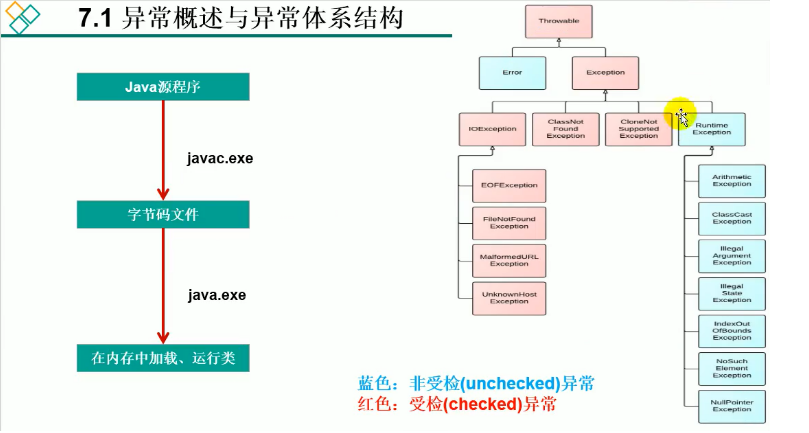 7.1 异常概述与异常体系结构
Java源程序
javac.exe
字节码文件
java.exe
在内存中加载、运行类
Throwable
Error
Exception
IOException
ClassNot
Found
Exception
CloneNot
Supported
Exception
Runtime
Exception
EOFException
FileNotFound
Exception
MalformedURL
Exception
UnknownHost
Exception
Arithmetic
Exception
ClassCast
Exception
Illegal
Argument
Exception
Illegal
State
Exception
IndexOut
OfBounds
Exception
NoSuch
Element
Exception
NullPointer
Exception
蓝色：非受检(unchecked)异常
红色：受检(checked)异常